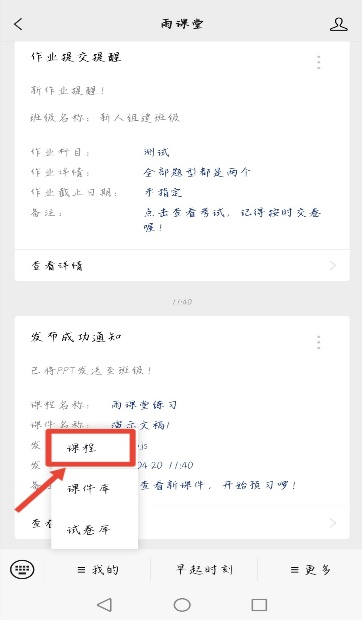 雨课堂
作业提交提醒
新作业提醒！
班级名称： 新人组建班级
作业科目： 测试
作业详情： 全部题型都是两个
作业截止日期： 未指定
备注： 点击查看考试，记得按时交卷
喔！
查看详情
11:40
发布成功通知
已将PPT发送至班级！
课程名称： 雨课堂练习
课件名称： 演示文稿1
发 js
课程
发 04-20 11:40
备 查看新课件，开始预习啰！
课件库
查看
试卷库
我的 早起时刻 更多